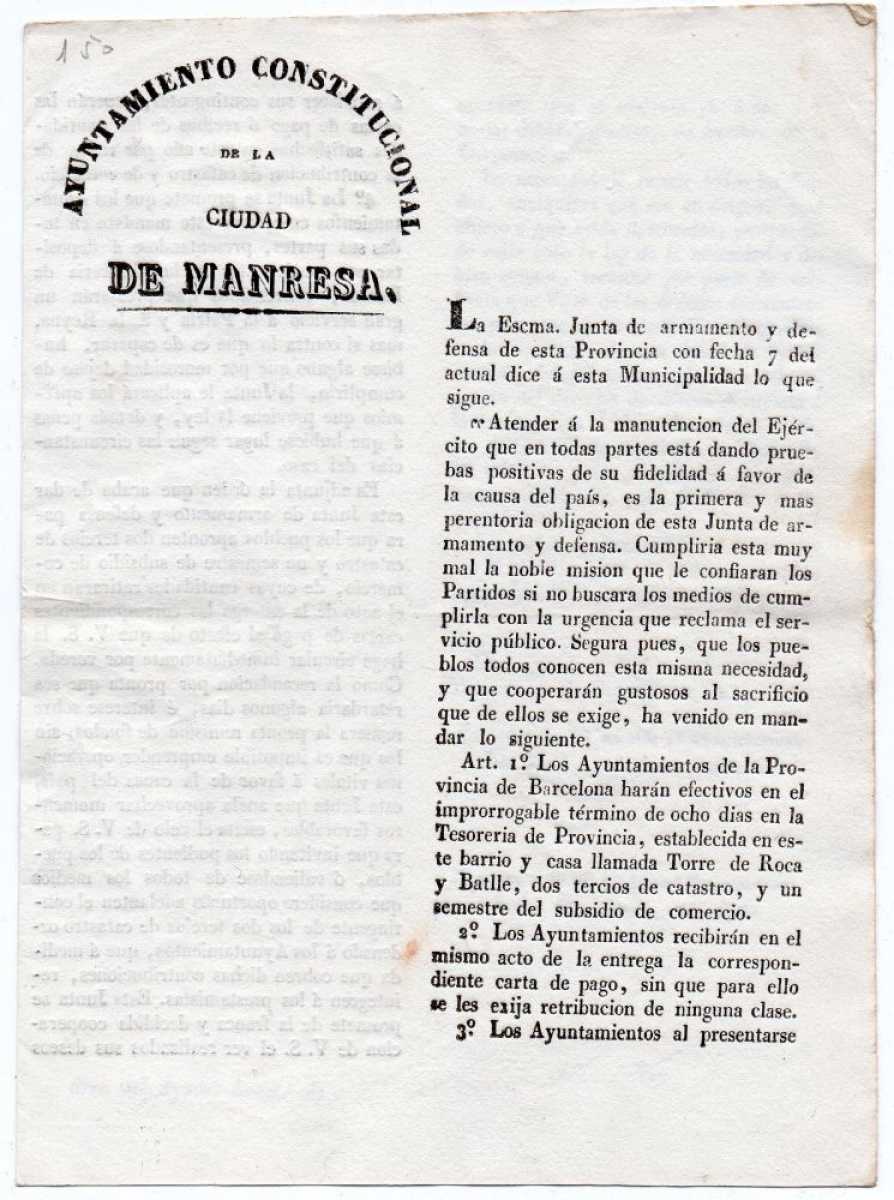 150
AYUNTAMIENTO CONSTITUCIONAL
DE LA
CIUDAD
DE MANRESA.
La Escma. Junta de armamento y de-
fensa de esta Provincia con fecha 7 del
actual dice á esta Municipalidad lo que
sigue.
«Atender á la manutencion del Ejér-
cito que en todas partes está dando prue-
bas positivas de su fidelidad á favor de
la causa del país, es la primera y mas
perentoria obligacion de esta Junta de ar-
mamento y defensa. Cumpliria esta muy
mal la noble mision que le confiaran los
Partidos si no buscara los medios de cum-
plirla con la urgencia que reclama el ser-
vicio público. Segura pues, que los pue-
blos todos conocen esta misma necesidad,
y que cooperarán gustosos al sacrificio
que de ellos se exige, ha venido en man-
dar lo siguiente.
Art. 1º Los Ayuntamientos de la Pro-
vincia de Barcelona harán efectivos en el
improrrogable término de ocho dias en la
Tesoreria de Provincia, establecida en es-
te barrio y casa llamada Torre de Roca
y Batlle, dos tercios de catastro, y un
semestre del subsidio de comercio.
2º Los Ayuntamientos recibirán en el
mismo acto de la entrega la correspon-
diente carta de pago, sin que para ello
se les exija retribucion de ninguna clase.
3º Los Ayuntamientos al presentarse